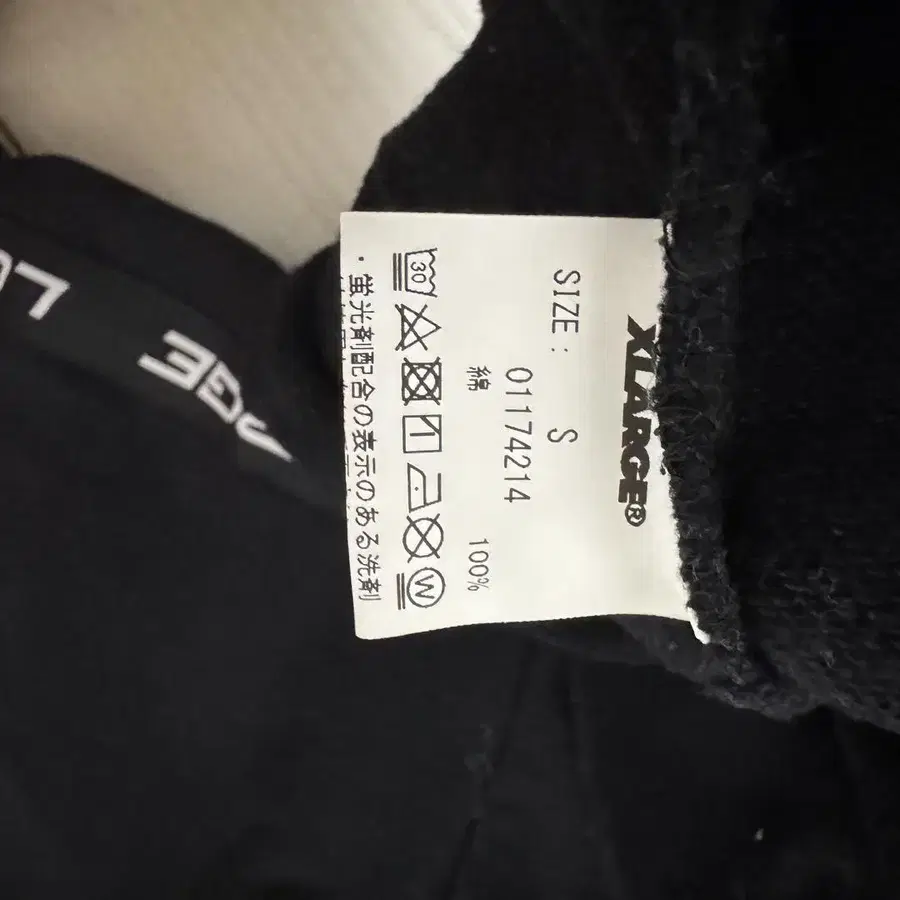 XLARGE®
SIZE: S
01174214
綿 100%
30
W
・蛍光剤配合の表示のある洗剤